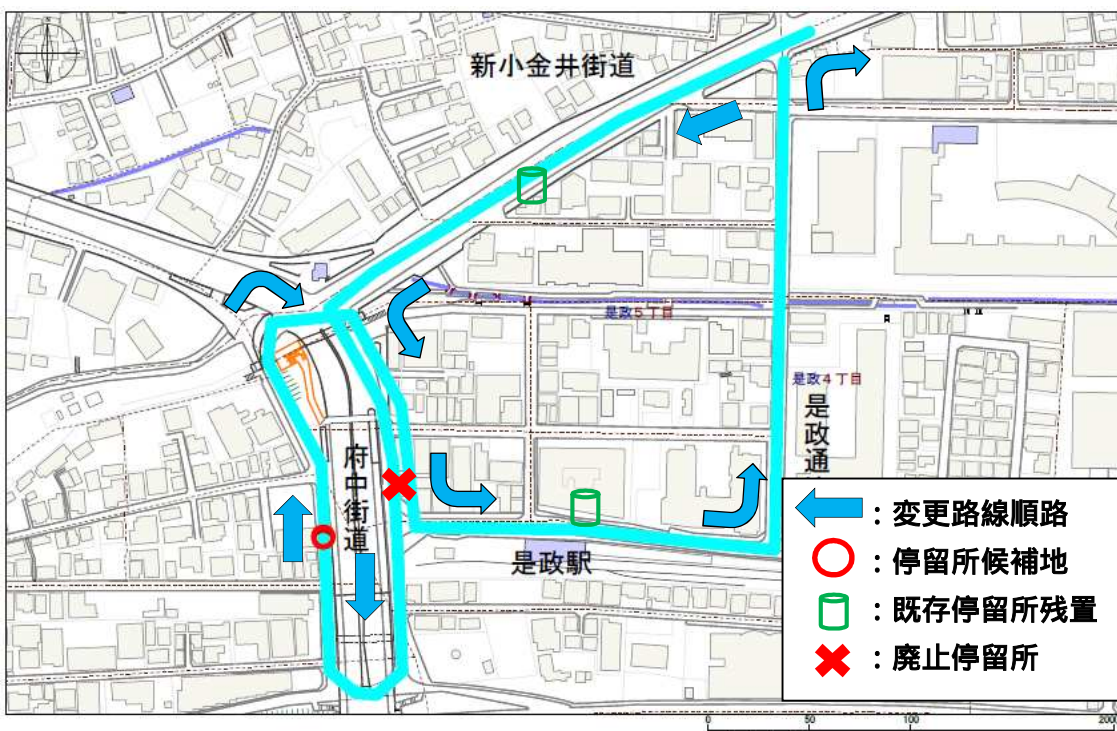 新小金井街道
是政5丁目
是政4丁目
是政通
府中街道
是政駅
：変更路線順路
：停留所候補地
：既存停留所残置
：廃止停留所
0 50 100 200